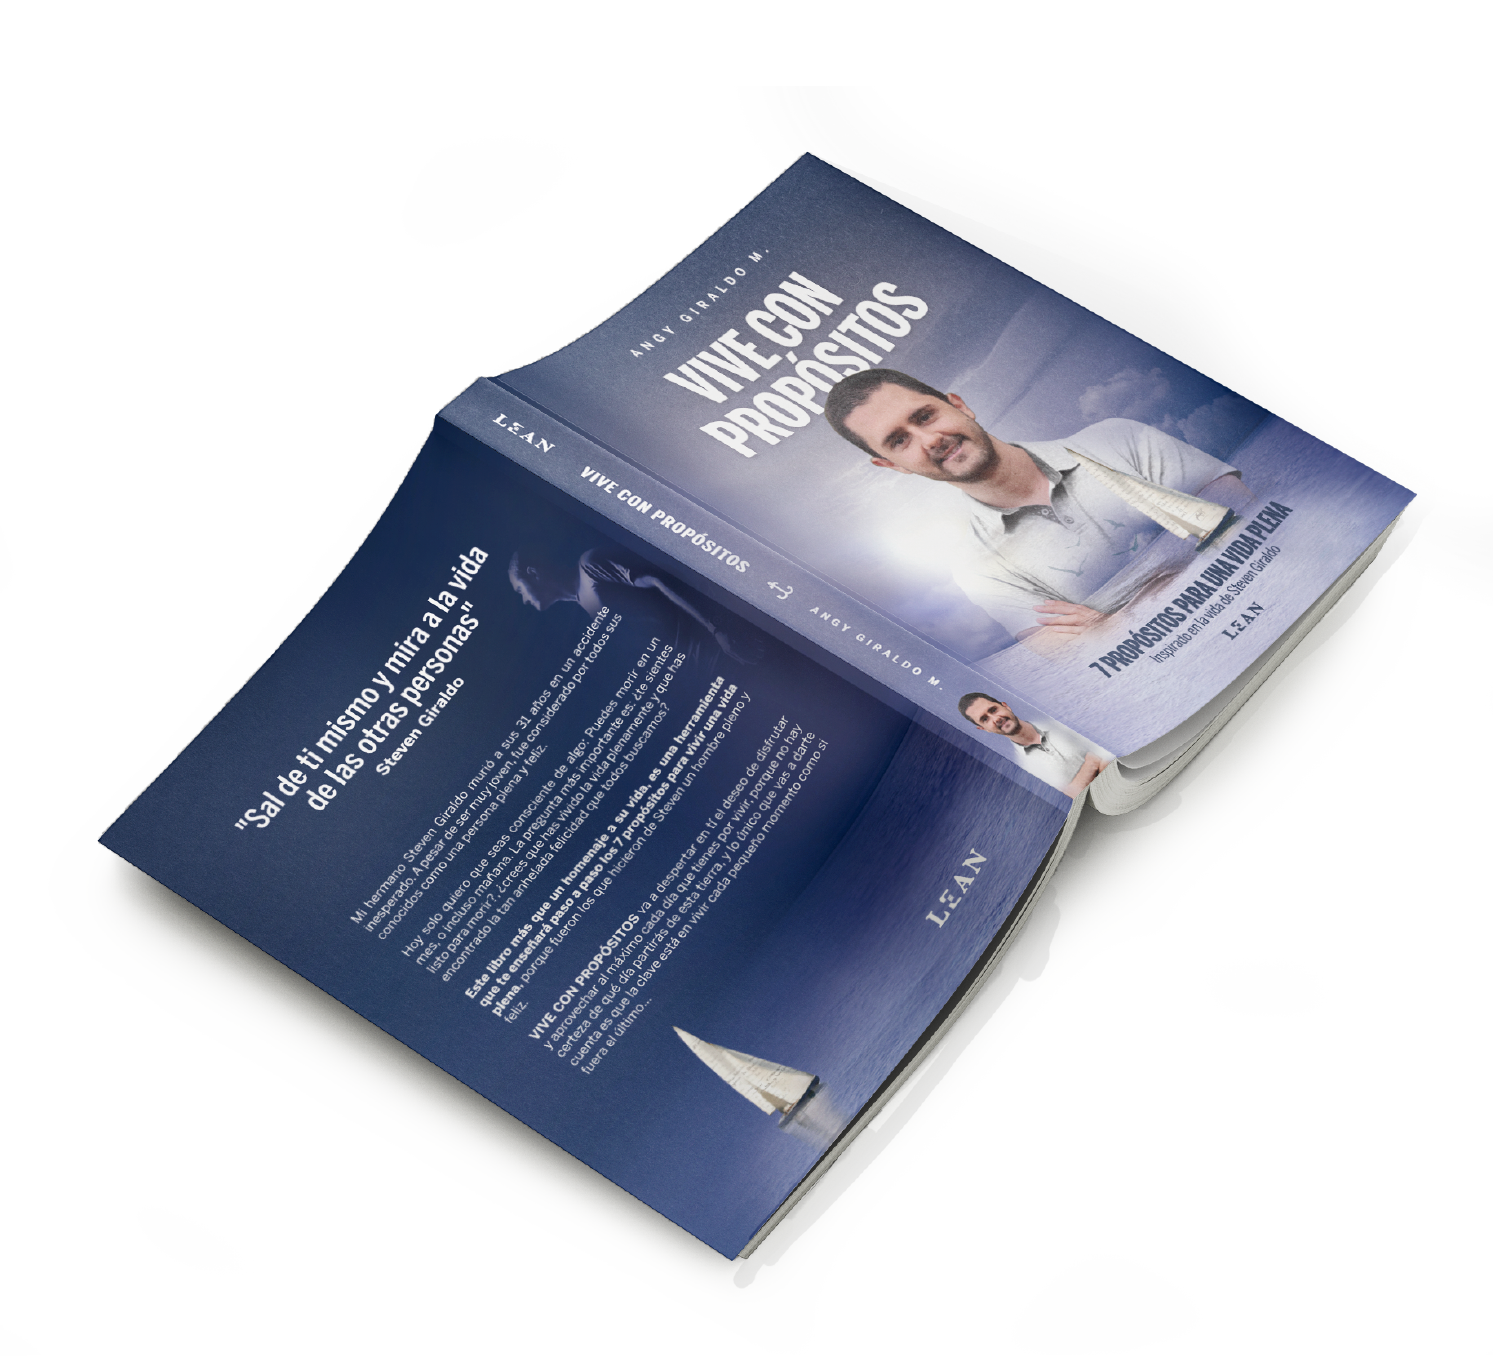 ANGY GIRALDO M.
VIVE CON
PROPÓSITOS
7 PROPÓSITOS PARA UNA VIDA PLENA
Inspirado en la vida de Steven Giraldo
LEAN
LEAN
VIVE CON PROPÓSITOS
ANGY GIRALDO M.
"Sal de ti mismo y mira a la vida
de las otras personas"
Steven Giraldo
Mi hermano Steven Giraldo murió a sus 31 años en un accidente
inesperado. A pesar de ser muy joven, fue considerado por todos sus
conocidos como una persona plena y feliz.
Hoy solo quiero que seas consciente de algo: Puedes morir en un
mes, o incluso mañana. La pregunta más importante es, ¿te sientes
listo para morir?, ¿crees que has vivido la vida plenamente y que has
encontrado la tan anhelada felicidad que todos buscamos?
Este libro más que un homenaje a su vida, es una herramienta
que te enseñará paso a paso los 7 propósitos para vivir una vida
plena, porque fueron los que hicieron de Steven un hombre pleno y
feliz.
VIVE CON PROPÓSITOS va a despertar en tí el deseo de disfrutar
y aprovechar al máximo cada día que tienes por vivir, porque no hay
certeza de qué día partirás de esta tierra, y lo único que vas a darte
cuenta es que la clave está en vivir cada pequeño momento como si
fuera el último...
LEAN